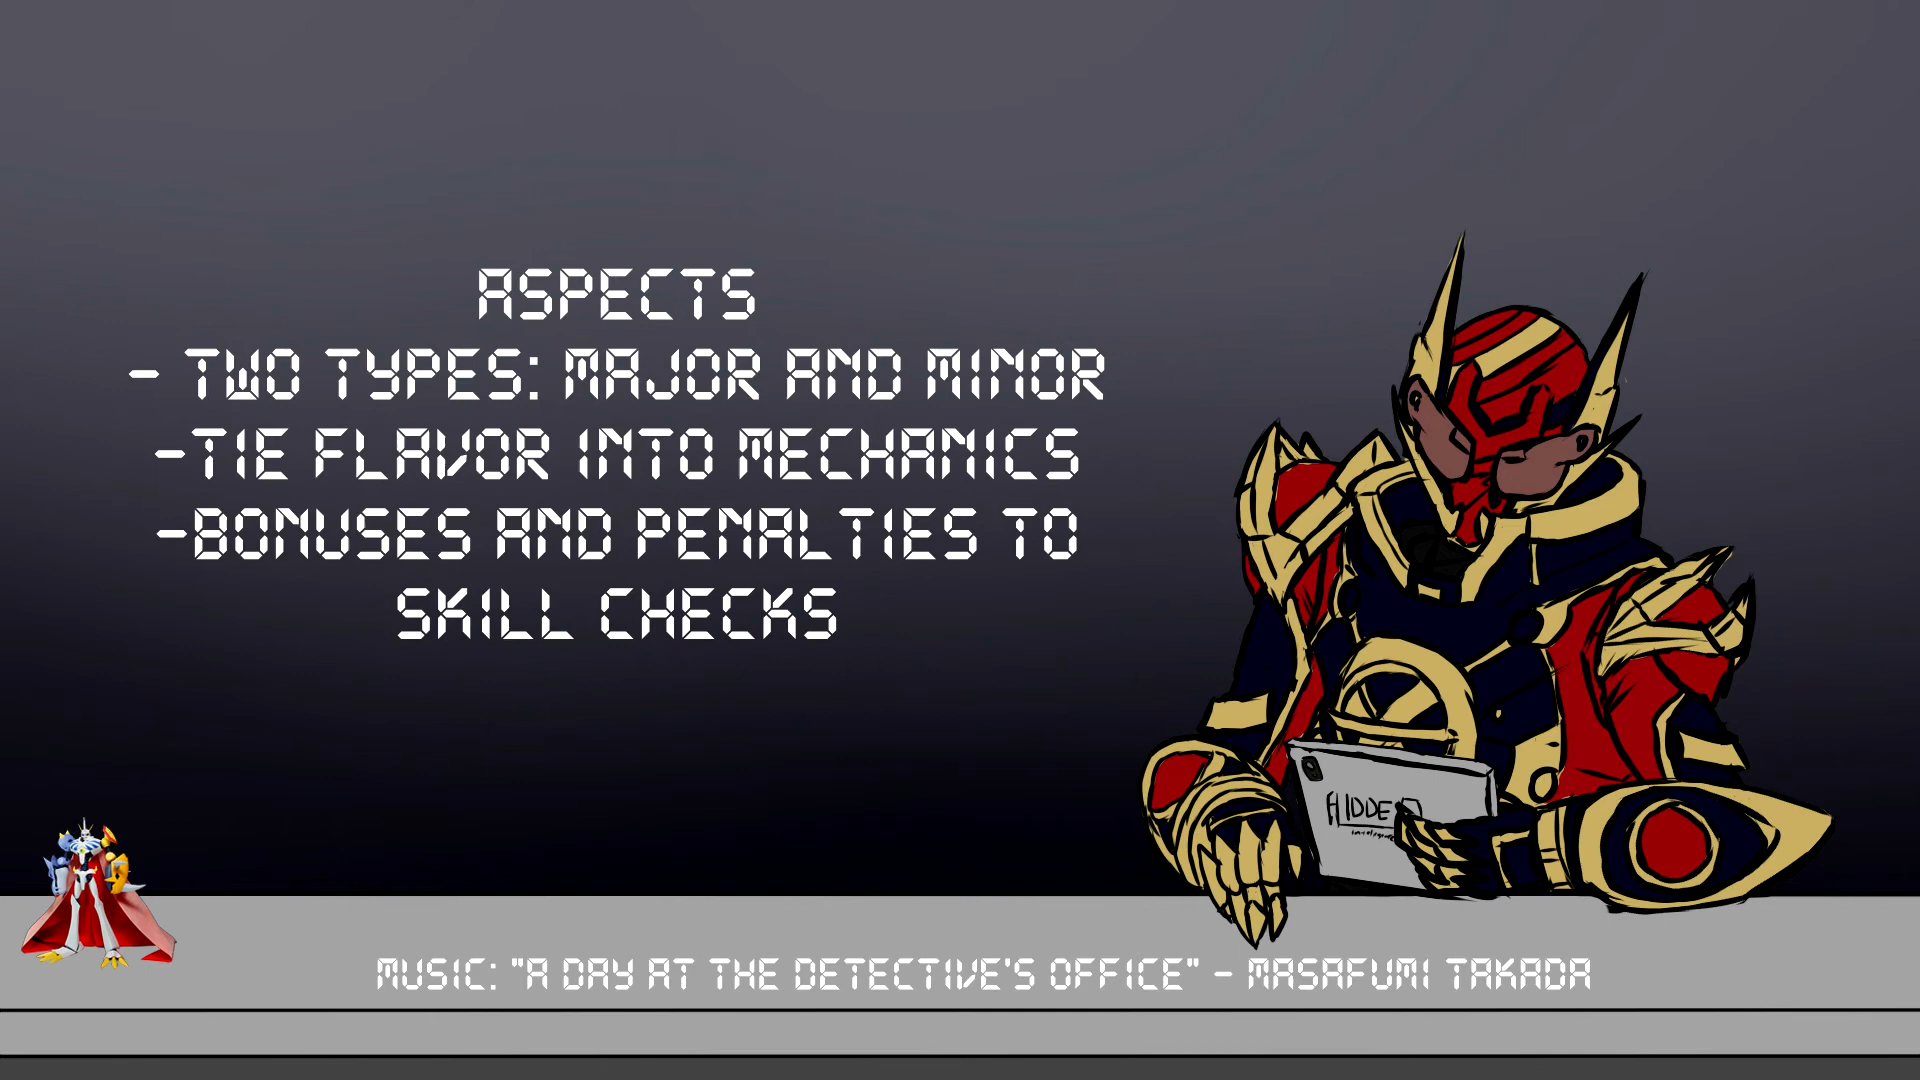 ASPECTS
- TWO TYPES: MAJOR AND MINOR
-TIE FLAVOR INTO MECHANICS
-BONUSES AND PENALTIES TO
SKILL CHECKS
HIDDE
MUSIC: "A DAY AT THE DETECTIVE'S OFFICE" - MASAFUMI TAKADA